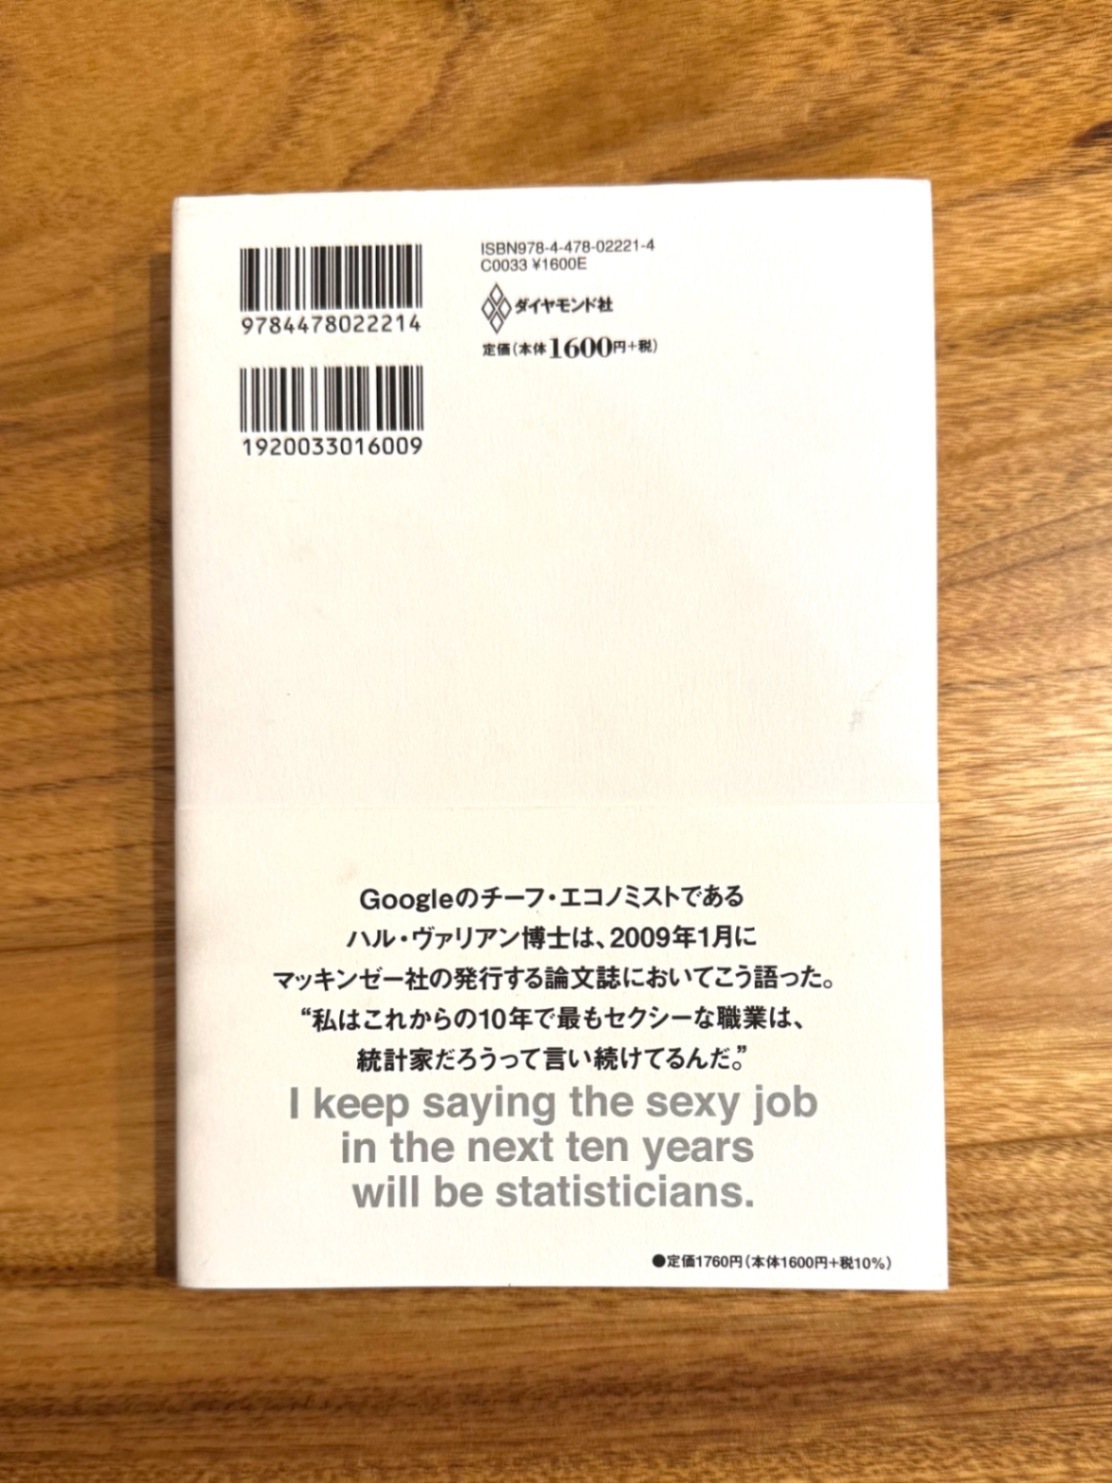 9784478022214
1920033016009
ISBN978-4-478-02221-4
C0033 ¥1600E
ダイヤモンド社
定価(本体1600円+税)
Googleのチーフ・エコノミストである
ハル・ヴァリアン博士は、2009年1月に
マッキンゼー社の発行する論文誌においてこう語った。
“私はこれからの10年で最もセクシーな職業は、
統計家だろうって言い続けてるんだ。”
I keep saying the sexy job
in the next ten years
will be statisticians.
●定価1760円(本体1600円+税10%)